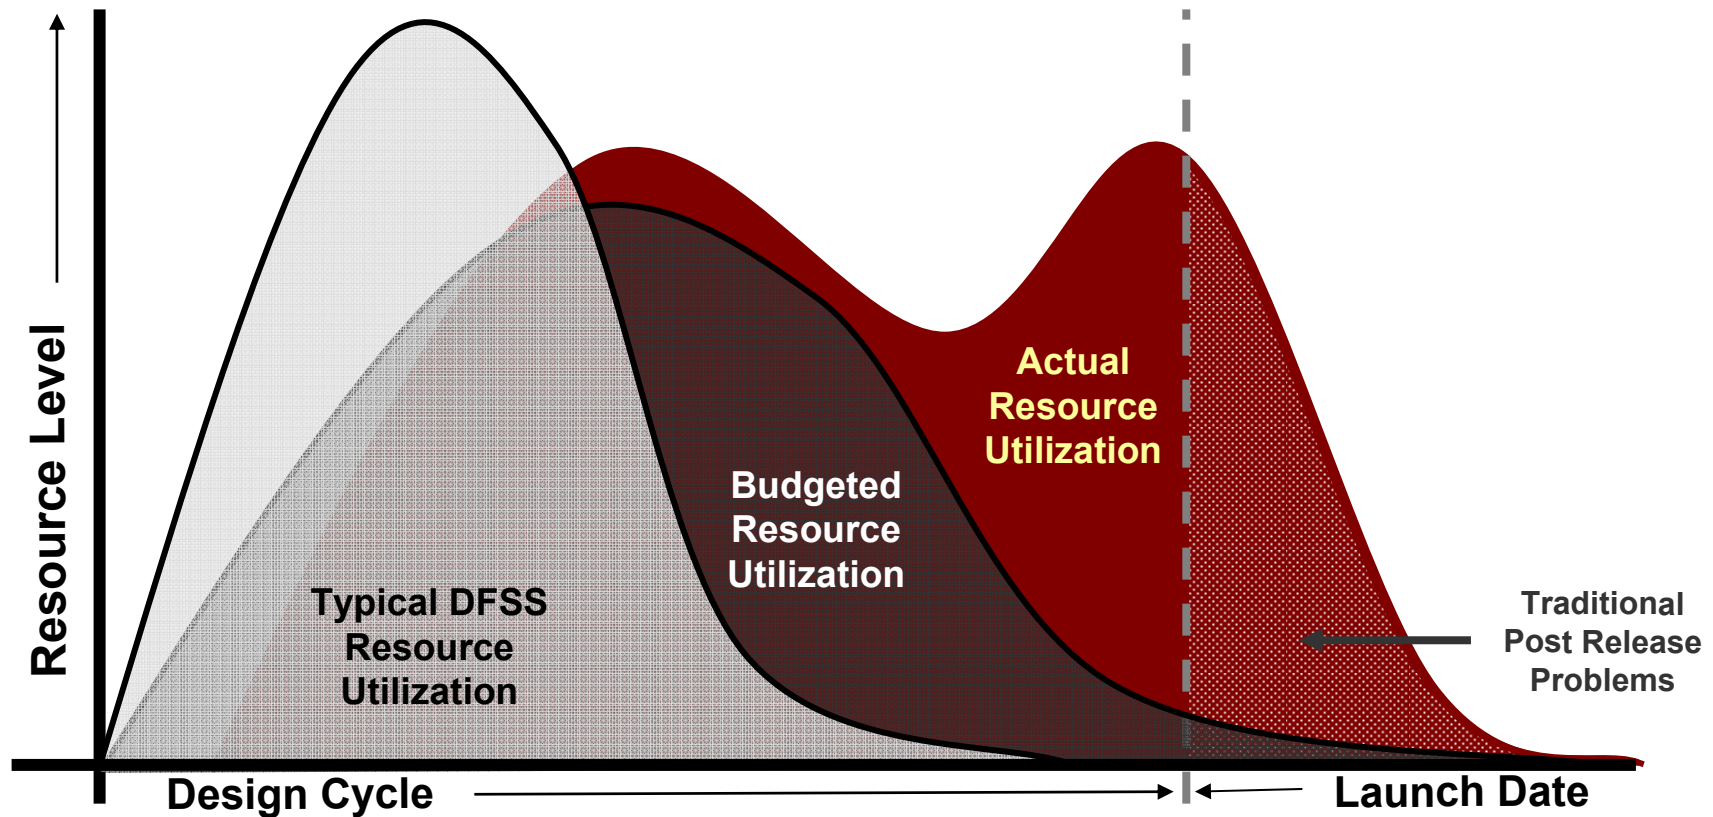 Resource Level
Actual
Resource
Utilization
Budgeted
Resource
Utilization
Typical DFSS
Resource
Utilization
Traditional
Post Release
Problems
Design Cycle
Launch Date